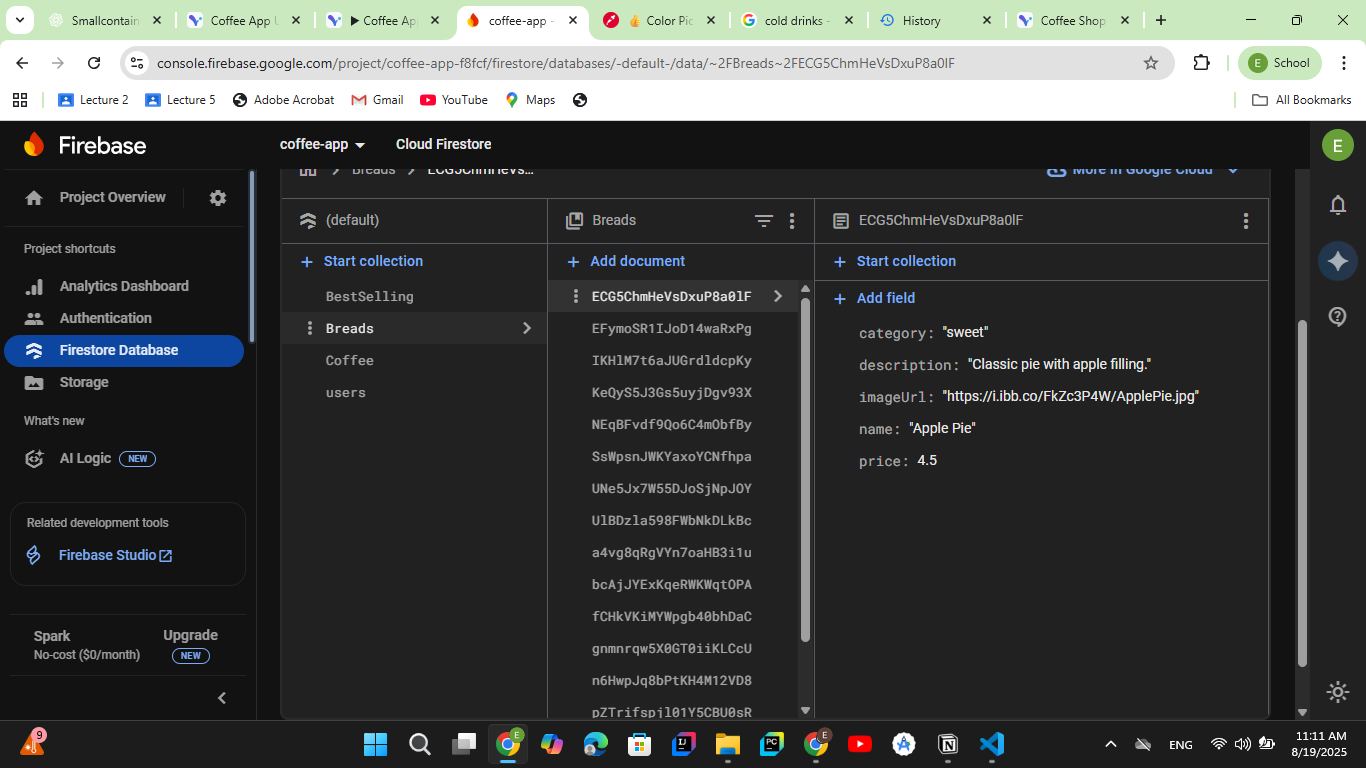 Smallcontain
Coffee App U
Coffee Ap
coffee-app -
Color Pic
cold drinks -
History
Coffee Shop
console.firebase.google.com/project/coffee-app-f8fcf/firestore/databases/-default-/data/~2FBreads~2FECG5ChmHeVsDxuP8a0lF
E School
Lecture 2
Lecture 5
Adobe Acrobat
Gmail
YouTube
Maps
All Bookmarks
Firebase
coffee-app
Cloud Firestore
E
Breads
ECG5ChmHeVs...
More in Google Cloud
Project Overview
Project shortcuts
Analytics Dashboard
Authentication
Firestore Database
Storage
What's new
AI Logic NEW
Related development tools
Firebase Studio
Spark
No-cost ($0/month)
Upgrade
NEW
(default)
Start collection
BestSelling
Breads
Coffee
users
Breads
Add document
ECG5ChmHeVsDxuP8a0lF
EFymoSR1IJoD14waRxPg
IKHlM7t6aJUGrdldcpKy
KeQyS5J3Gs5uyjDgv93X
NEqBFvdf9Qo6C4mObfBy
SsWpsnJWKYaxoYCNfhpa
UNe5Jx7W55DJoSjNpJOY
UlBDzla598FWbNkDLkBc
a4vg8qRgVYn7oaHB3i1u
bcAjJYExKqeRWKWqtOPA
fCHkVKiMYWpgb40bhDaC
gnmnrqw5X0GT0iiKLCcU
n6HwpJq8bPtKH4M12VD8
pZTrifspjl01Y5CBU0sR
ECG5ChmHeVsDxuP8a0lF
Start collection
Add field
category: "sweet"
description: "Classic pie with apple filling."
imageUrl: "https://i.ibb.co/FkZc3P4W/ApplePie.jpg"
name: "Apple Pie"
price: 4.5
9
E
E
ENG
11:11 AM
8/19/2025